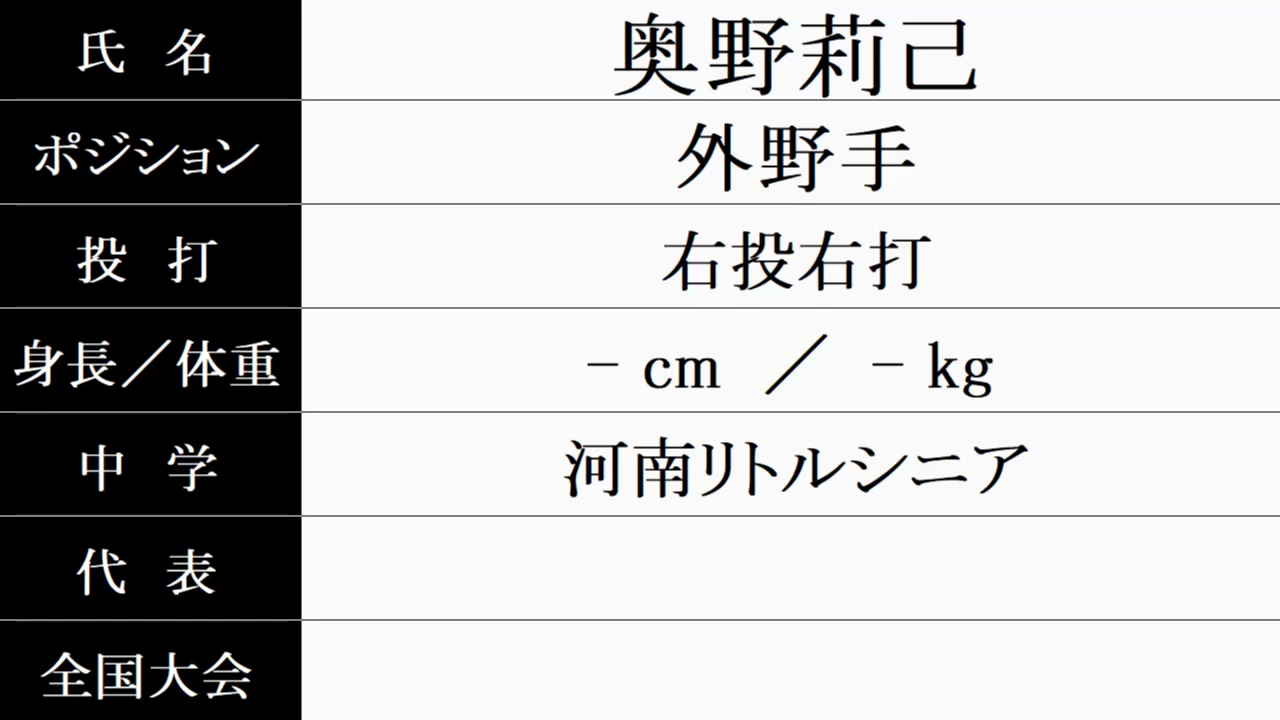 氏 名 奥野莉己
ポジション 外野手
投 打 右投右打
身長／体重 － cm ／ － kg
中 学 河南リトルシニア
代 表
全国大会